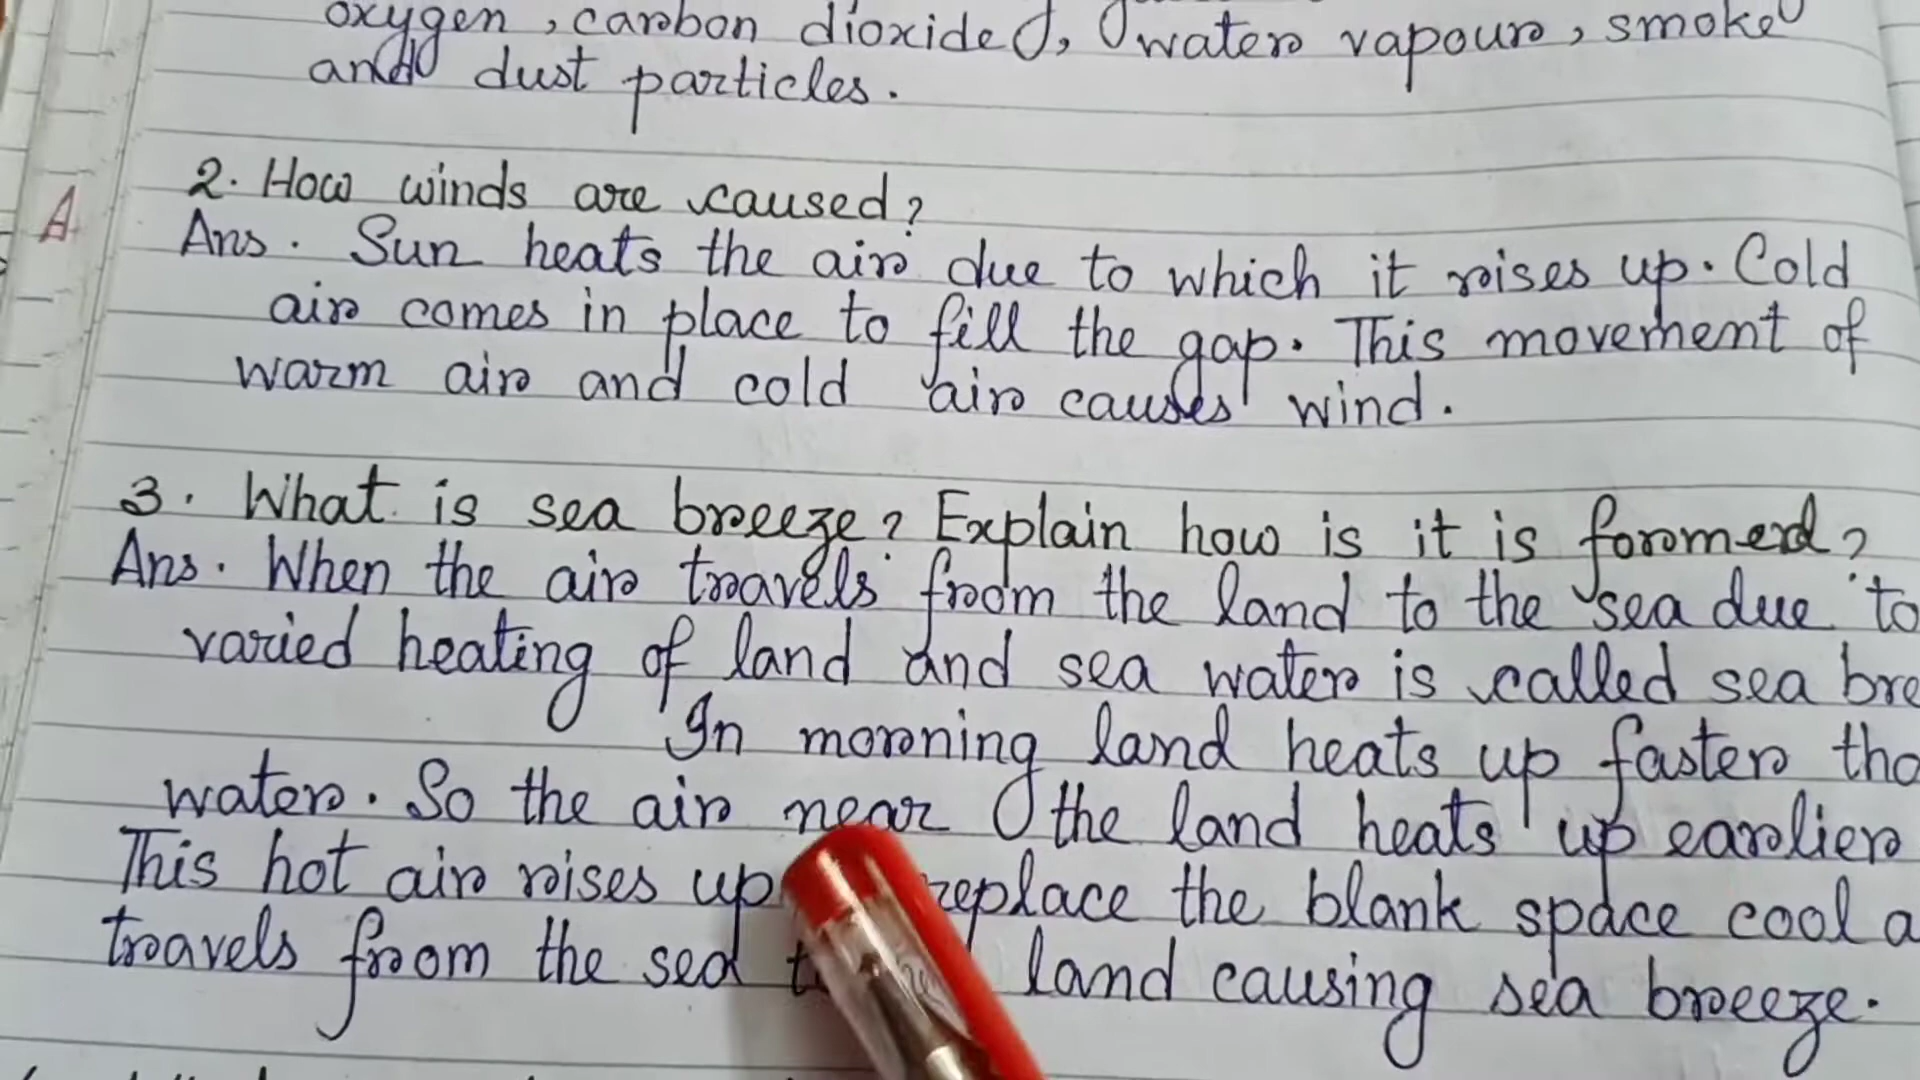 oxygen, carbon dioxide, water vapour, smoke
and dust particles.
2. How winds are caused?
A
Ans. Sun heats the air due to which it rises up. Cold
air comes in place to fill the gap. This movement of
warm air and cold air causes wind.
3. What is sea breeze? Explain how is it is formed?
Ans. When the air travels from the land to the sea due to
varied heating of land and sea water is called sea bre
In morning land heats up faster tha
water. So the air near the land heats up earlier
This hot air rises up replace the blank space cool a
travels from the sea land causing sea breeze.